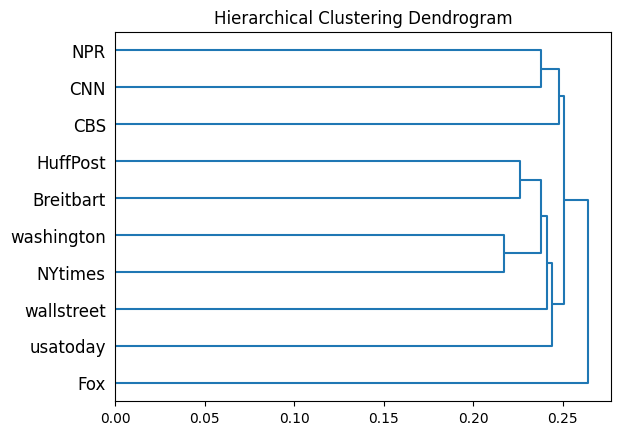 Hierarchical Clustering Dendrogram
NPR
CNN
CBS
HuffPost
Breitbart
washington
NYtimes
wallstreet
usatoday
Fox
0.00 0.05 0.10 0.15 0.20 0.25